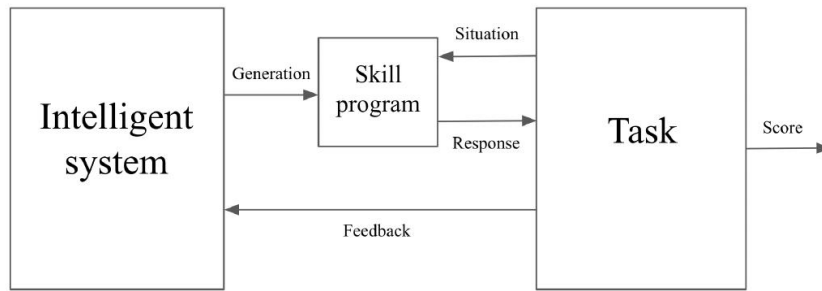 Intelligent
system
Generation
Skill
program
Situation
Response
Feedback
Task
Score